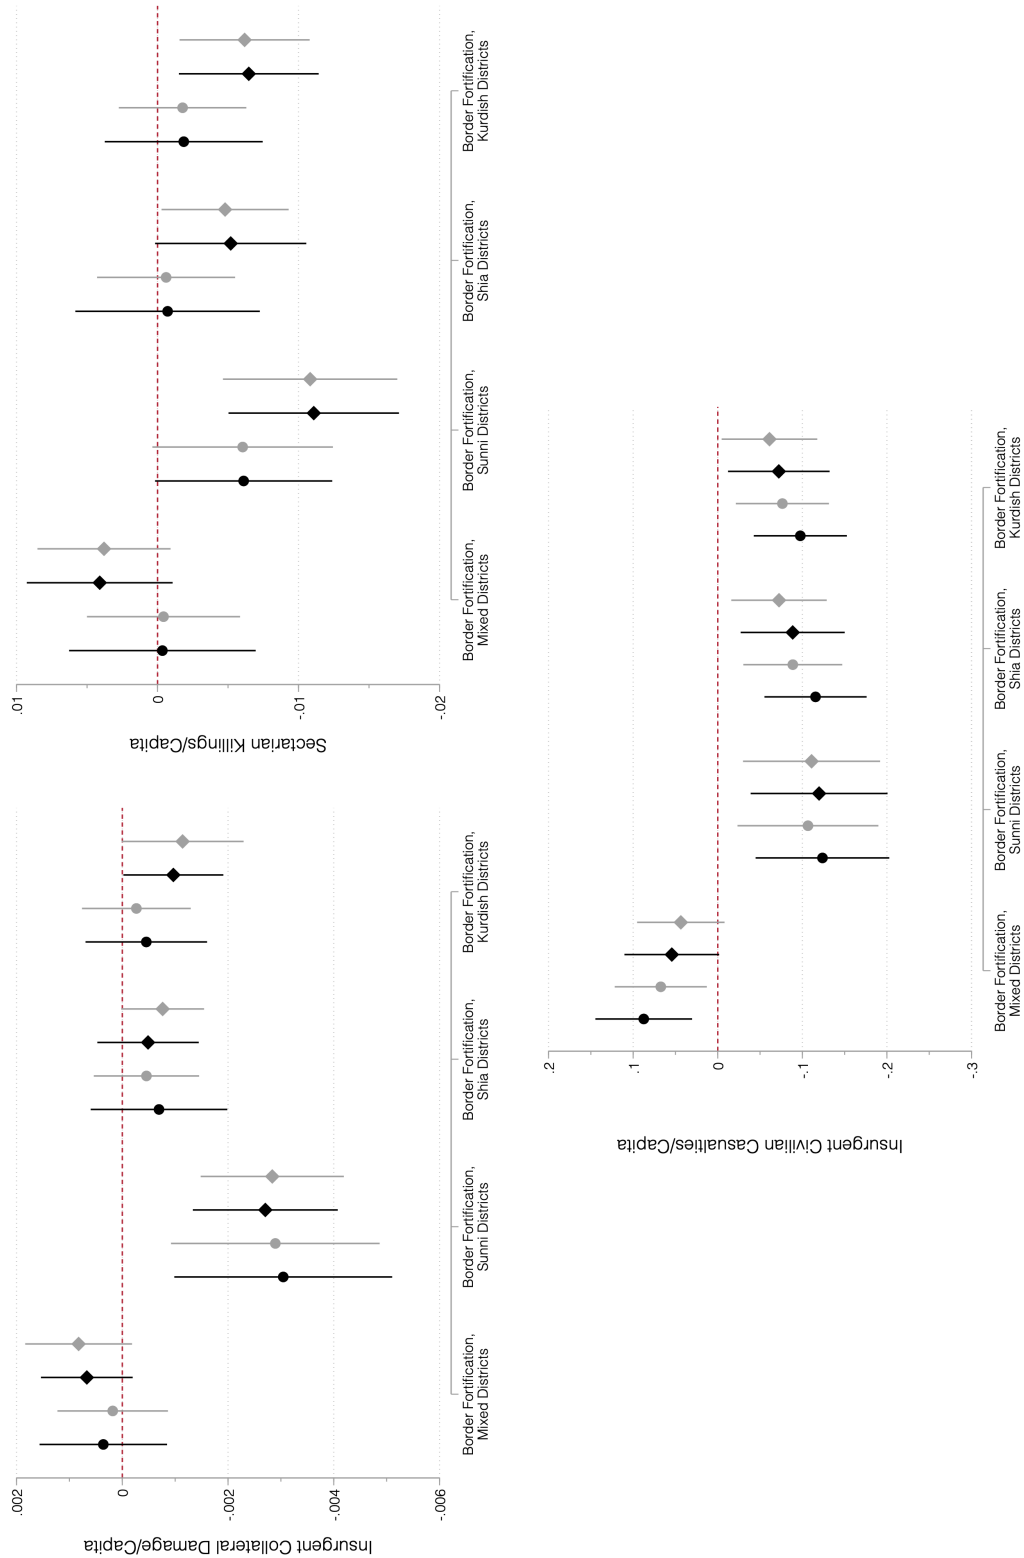 Insurgent Collateral Damage/Capita
.002
0
-.002
-.004
-.006
Border Fortification,
Mixed Districts
Border Fortification,
Sunni Districts
Border Fortification,
Shia Districts
Border Fortification,
Kurdish Districts
Sectarian Killings/Capita
.01
0
-.01
-.02
Border Fortification,
Mixed Districts
Border Fortification,
Sunni Districts
Border Fortification,
Shia Districts
Border Fortification,
Kurdish Districts
Insurgent Civilian Casualties/Capita
.2
.1
0
-.1
-.2
-.3
Border Fortification,
Mixed Districts
Border Fortification,
Sunni Districts
Border Fortification,
Shia Districts
Border Fortification,
Kurdish Districts